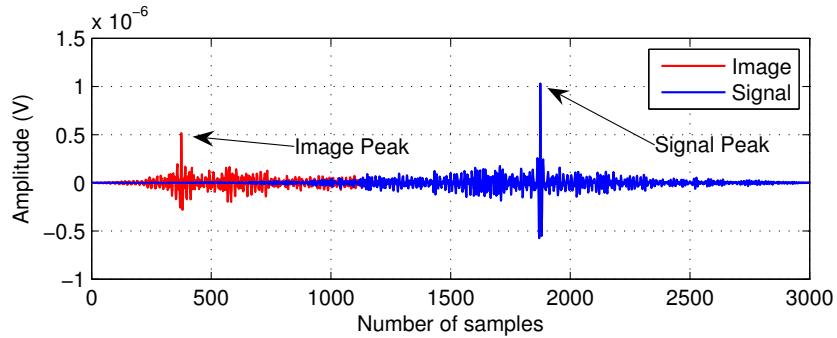 x 10⁻⁶
1.5
1
0.5
0
−0.5
−1
Amplitude (V)
Image
Signal
Image Peak
Signal Peak
0 500 1000 1500 2000 2500 3000
Number of samples